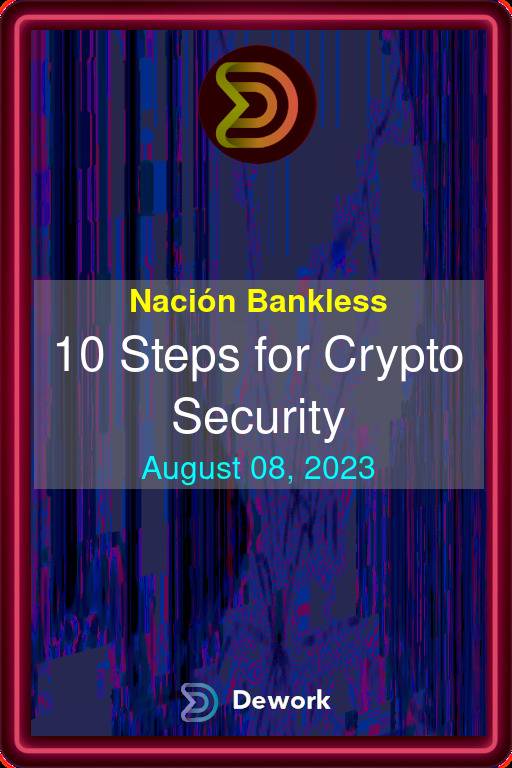 Nación Bankless
10 Steps for Crypto
Security
August 08, 2023
Dework